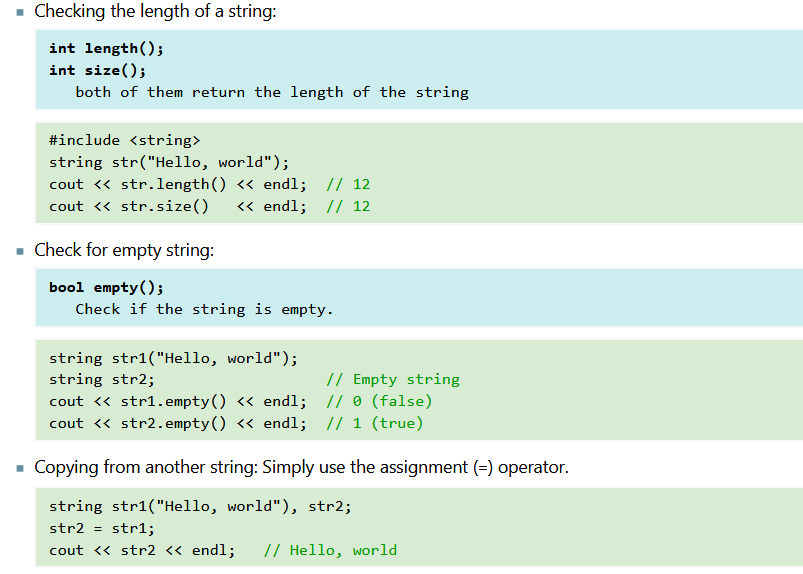 Checking the length of a string:
int length();
int size();
both of them return the length of the string
#include <string>
string str("Hello, world");
cout << str.length() << endl;  // 12
cout << str.size()   << endl;  // 12
Check for empty string:
bool empty();
Check if the string is empty.
string str1("Hello, world");
string str2;                   // Empty string
cout << str1.empty() << endl;  // 0 (false)
cout << str2.empty() << endl;  // 1 (true)
Copying from another string: Simply use the assignment (=) operator.
string str1("Hello, world"), str2;
str2 = str1;
cout << str2 << endl;   // Hello, world